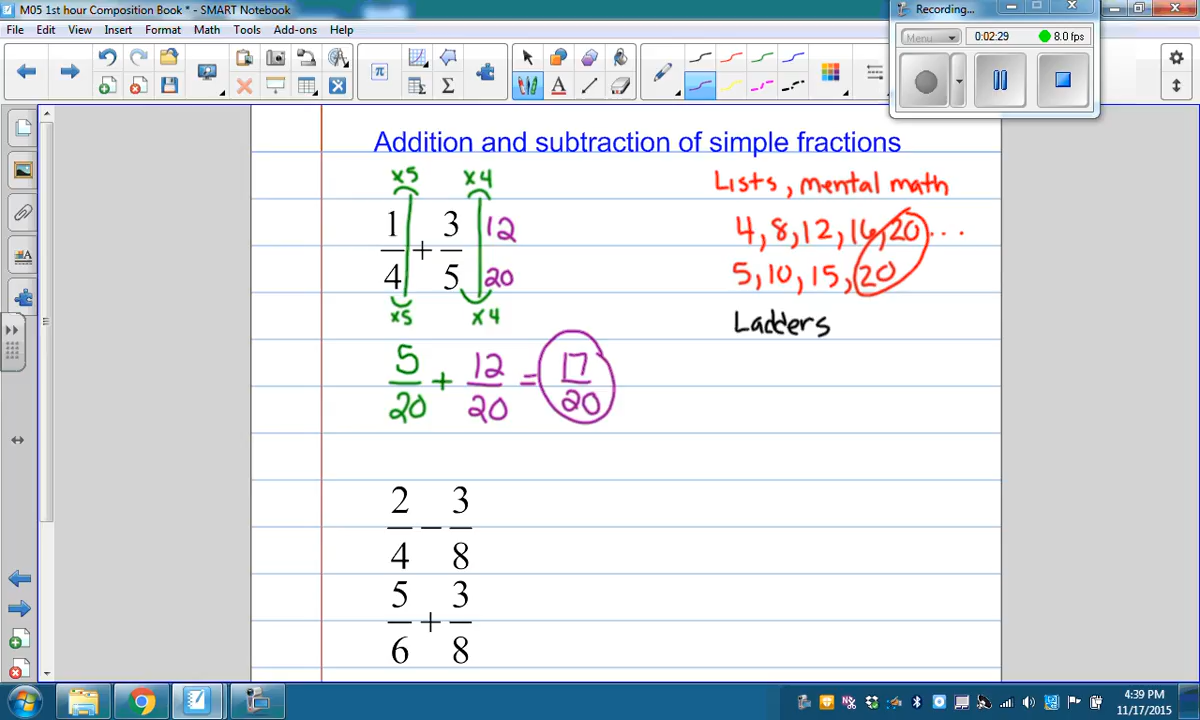 M05 1st hour Composition Book * - SMART Notebook
Recording...
File Edit View Insert Format Math Tools Add-ons Help
Menu 0:02:29 8.0 fps
Addition and subtraction of simple fractions
x5 x4
Lists, mental math
1/4 + 3/5 12/20
4, 8, 12, 16, 20 ...
5, 10, 15, 20
x5 x4
Ladders
5/20 + 12/20 = 17/20
2/4 − 3/8
5/6 + 3/8
4:39 PM
11/17/2015